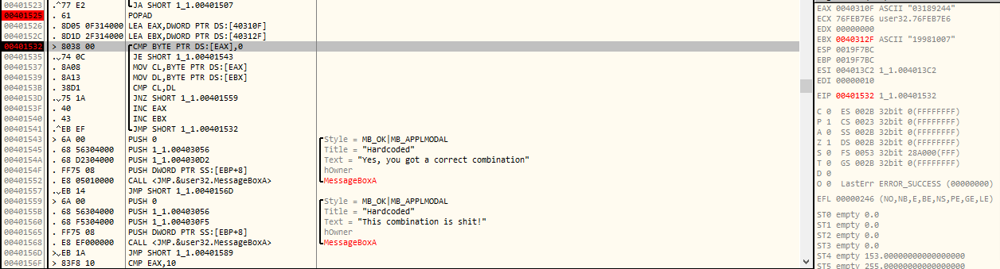 00401523 .^77 E2 JA SHORT 1_1.00401507
00401525 . 61 POPAD
00401526 . 8D05 0F314000 LEA EAX,DWORD PTR DS:[40310F]
0040152C . 8D1D 2F314000 LEA EBX,DWORD PTR DS:[40312F]
00401532 > 8038 00 CMP BYTE PTR DS:[EAX],0
00401535 .v74 0C JE SHORT 1_1.00401543
00401537 . 8A08 MOV CL,BYTE PTR DS:[EAX]
00401539 . 8A13 MOV DL,BYTE PTR DS:[EBX]
0040153B . 38D1 CMP CL,DL
0040153D .v75 1A JNZ SHORT 1_1.00401559
0040153F . 40 INC EAX
00401540 . 43 INC EBX
00401541 .^EB EF JMP SHORT 1_1.00401532
00401543 > 6A 00 PUSH 0 Style = MB_OK|MB_APPLMODAL
00401545 . 68 56304000 PUSH 1_1.00403056 Title = "Hardcoded"
0040154A . 68 D2304000 PUSH 1_1.004030D2 Text = "Yes, you got a correct combination"
0040154F . FF75 08 PUSH DWORD PTR SS:[EBP+8] hOwner
00401552 . E8 05010000 CALL <JMP.&user32.MessageBoxA> MessageBoxA
00401557 .vEB 14 JMP SHORT 1_1.0040156D
00401559 > 6A 00 PUSH 0 Style = MB_OK|MB_APPLMODAL
0040155B . 68 56304000 PUSH 1_1.00403056 Title = "Hardcoded"
00401560 . 68 F5304000 PUSH 1_1.004030F5 Text = "This combination is shit!"
00401565 . FF75 08 PUSH DWORD PTR SS:[EBP+8] hOwner
00401568 . E8 EF000000 CALL <JMP.&user32.MessageBoxA> MessageBoxA
0040156D >vEB 1A JMP SHORT 1_1.00401589
0040156F > 83F8 10 CMP EAX,10
EAX 0040310F ASCII "03189244"
ECX 76FEB7E6 user32.76FEB7E6
EDX 00000000
EBX 0040312F ASCII "19981007"
ESP 0019F7BC
EBP 0019F7BC
ESI 004013C2 1_1.004013C2
EDI 00000010
EIP 00401532 1_1.00401532
C 0 ES 002B 32bit 0(FFFFFFFF)
P 1 CS 0023 32bit 0(FFFFFFFF)
A 0 SS 002B 32bit 0(FFFFFFFF)
Z 1 DS 002B 32bit 0(FFFFFFFF)
S 0 FS 0053 32bit 28A000(FFF)
T 0 GS 002B 32bit 0(FFFFFFFF)
D 0
O 0 LastErr ERROR_SUCCESS (00000000)
EFL 00000246 (NO,NB,E,BE,NS,PE,GE,LE)
ST0 empty 0.0
ST1 empty 0.0
ST2 empty 0.0
ST3 empty 0.0
ST4 empty 153.00000000000000000
ST5 empty 255.00000000000000000